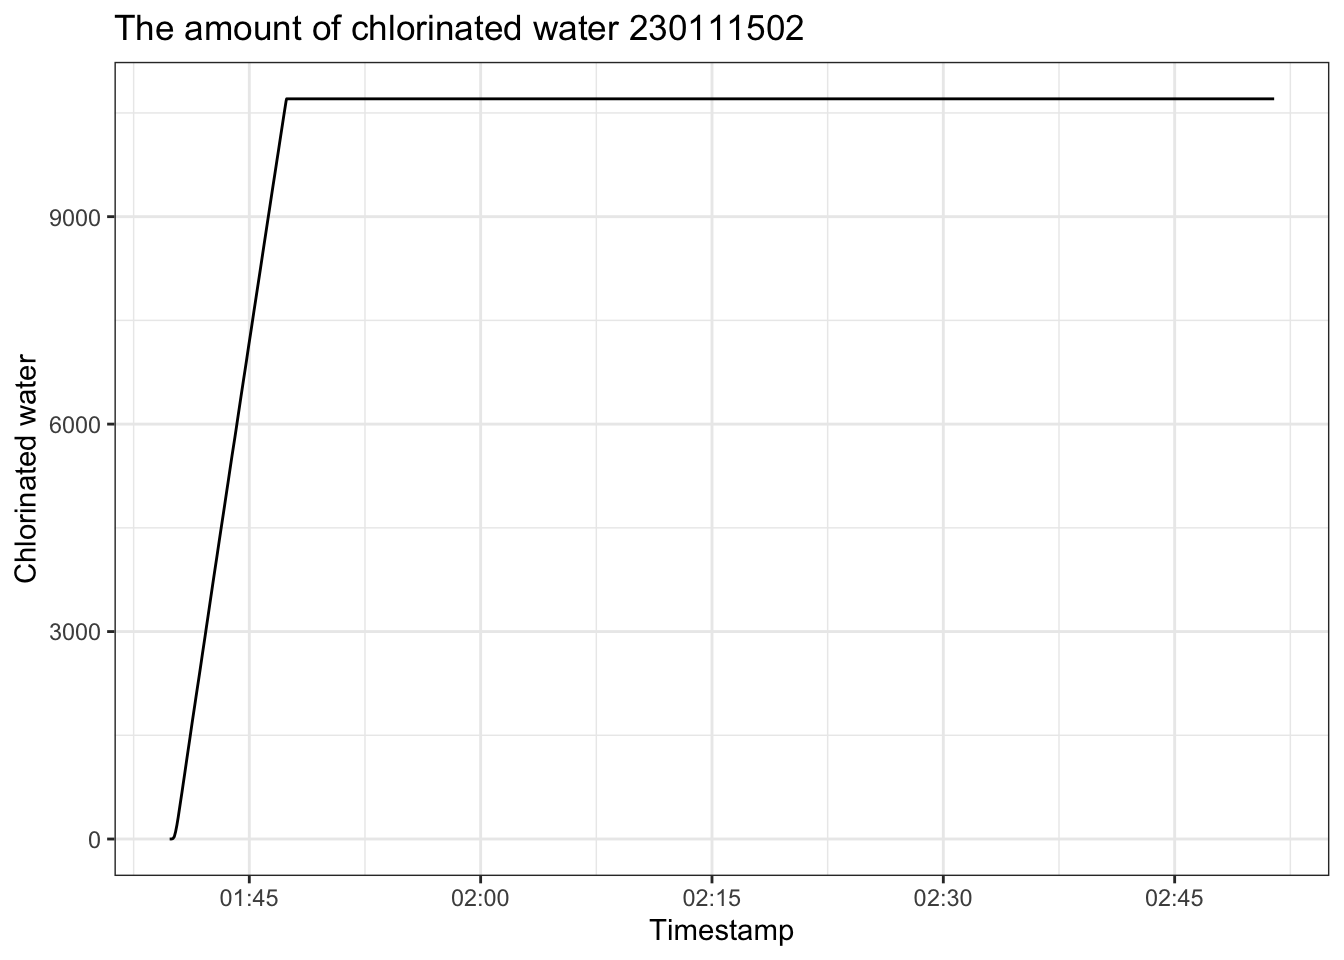 The amount of chlorinated water 230111502
Chlorinated water
9000
6000
3000
0
01:45 02:00 02:15 02:30 02:45
Timestamp